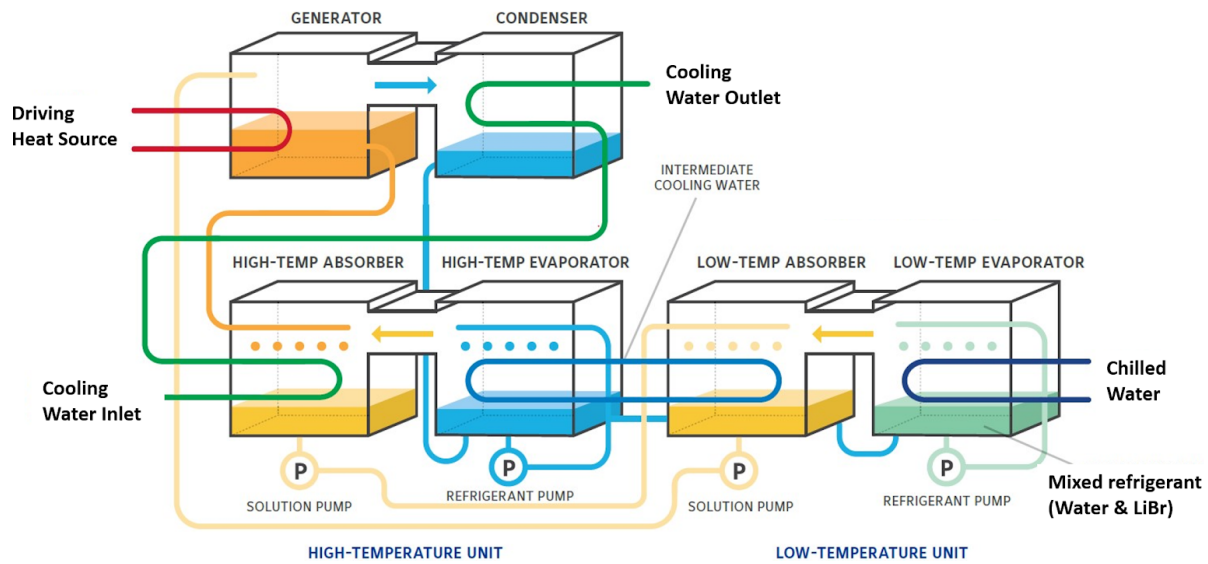 GENERATOR
CONDENSER
Driving
Heat Source
Cooling
Water Outlet
INTERMEDIATE
COOLING WATER
HIGH-TEMP ABSORBER
HIGH-TEMP EVAPORATOR
LOW-TEMP ABSORBER
LOW-TEMP EVAPORATOR
Cooling
Water Inlet
Chilled
Water
P
P
P
P
SOLUTION PUMP
REFRIGERANT PUMP
SOLUTION PUMP
REFRIGERANT PUMP
Mixed refrigerant
(Water & LiBr)
HIGH-TEMPERATURE UNIT
LOW-TEMPERATURE UNIT